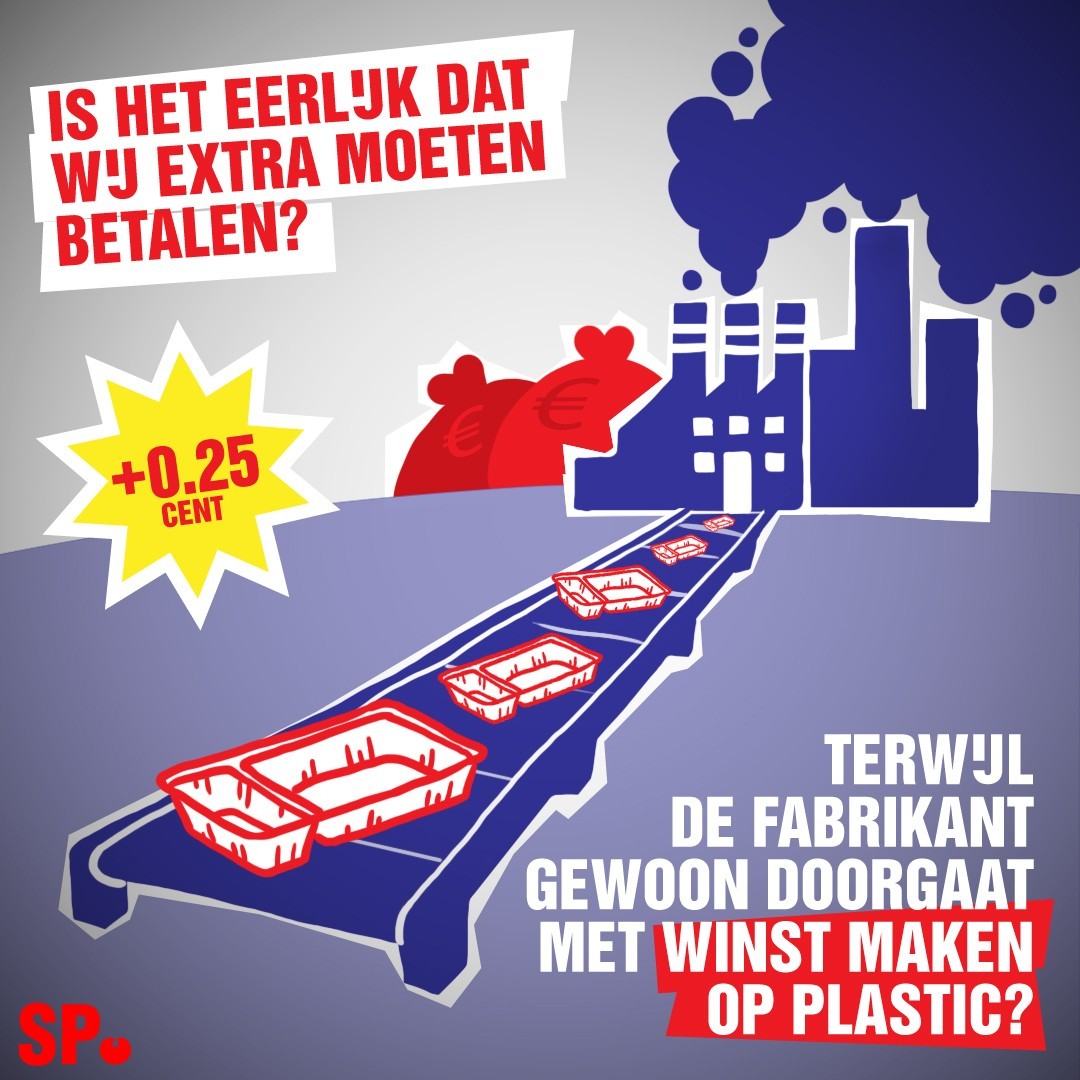 IS HET EERLIJK DAT
WIJ EXTRA MOETEN
BETALEN?
+0.25
CENT
€
€
TERWIJL
DE FABRIKANT
GEWOON DOORGAAT
MET WINST MAKEN
OP PLASTIC?
SP.